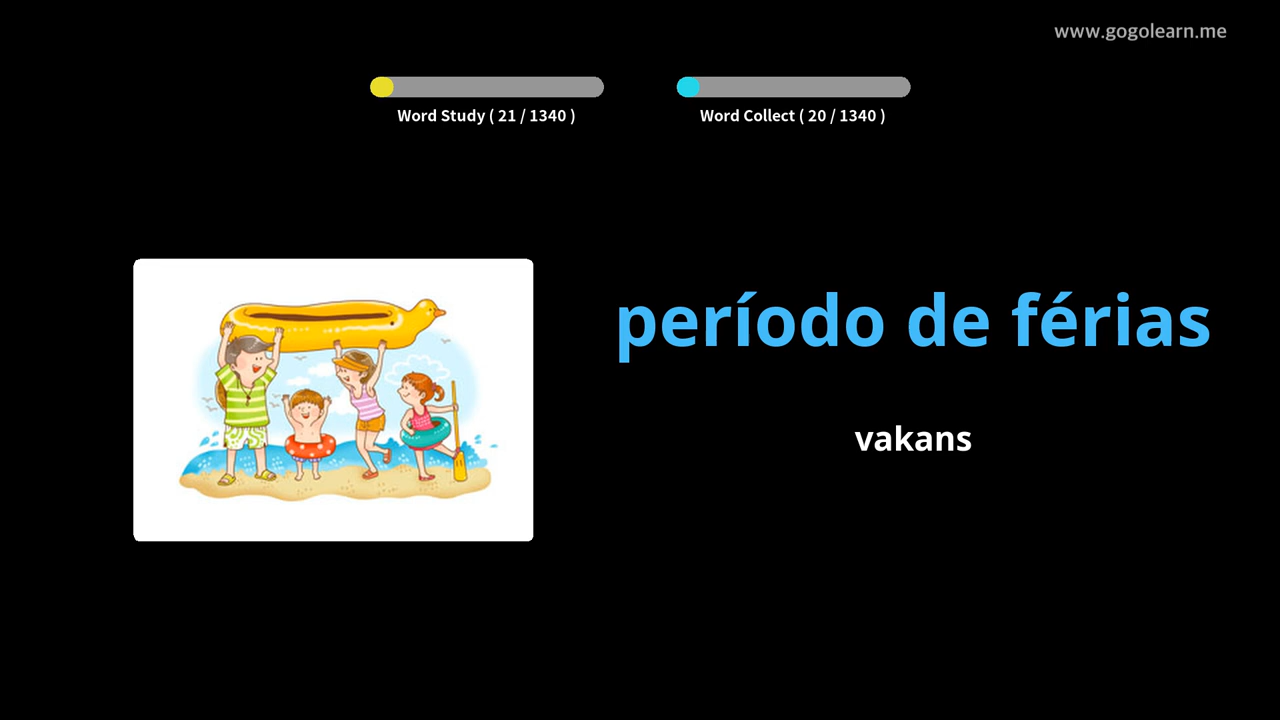 www.gogolearn.me
Word Study ( 21 / 1340 )
Word Collect ( 20 / 1340 )
período de férias
vakans